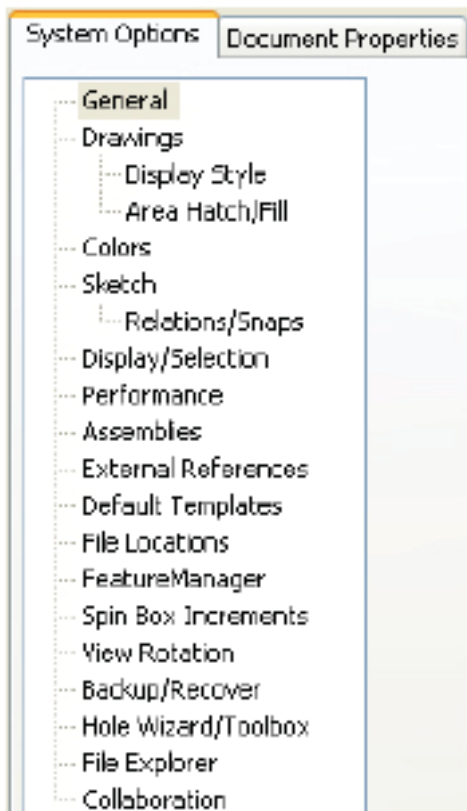 System Options Document Properties
General
Drawings
Display Style
Area Hatch/Fill
Colors
Sketch
Relations/Snaps
Display/Selection
Performance
Assemblies
External References
Default Templates
File Locations
FeatureManager
Spin Box Increments
View Rotation
Backup/Recover
Hole Wizard/Toolbox
File Explorer
Collaboration